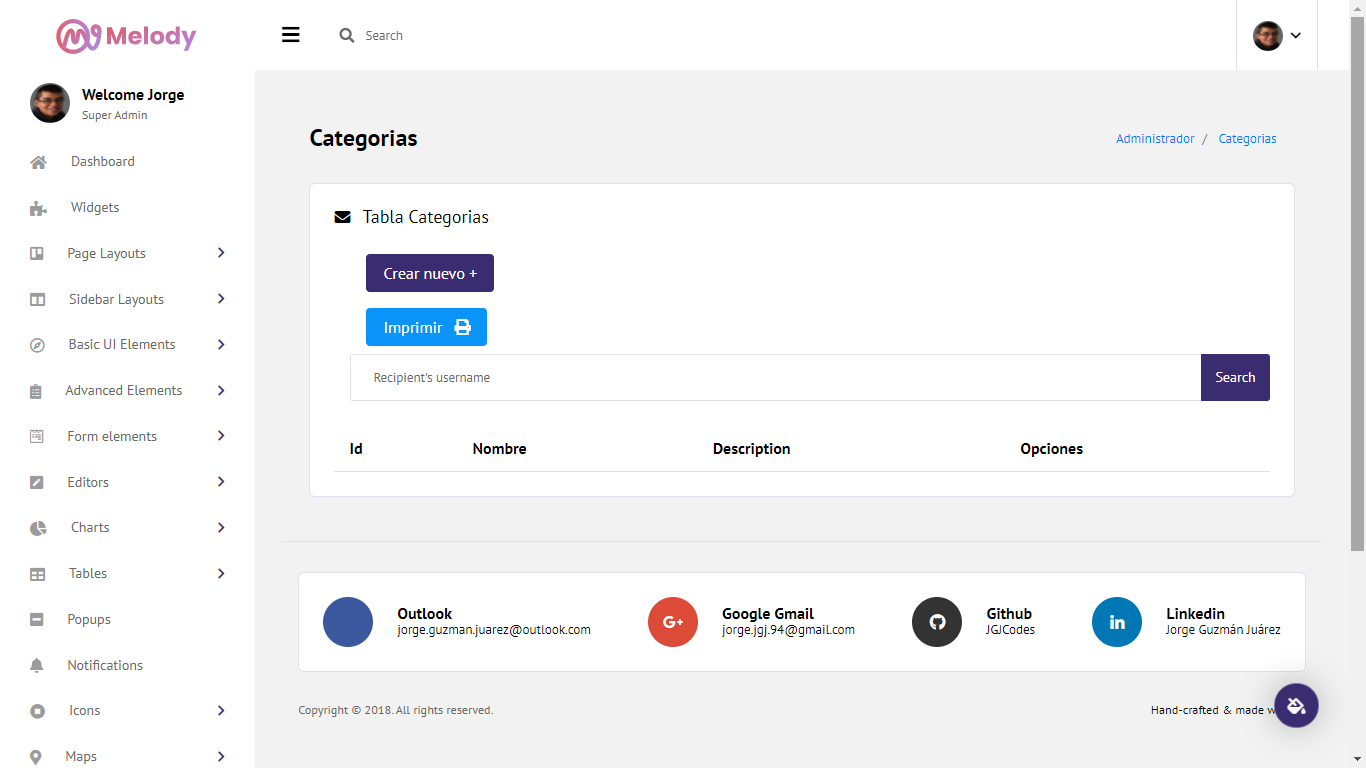 Melody
Search
Welcome Jorge
Super Admin
Dashboard
Widgets
Page Layouts
Sidebar Layouts
Basic UI Elements
Advanced Elements
Form elements
Editors
Charts
Tables
Popups
Notifications
Icons
Maps
Categorias
Administrador / Categorias
Tabla Categorias
Crear nuevo +
Imprimir
Recipient's username
Search
Id Nombre Description Opciones
Outlook
jorge.guzman.juarez@outlook.com
Google Gmail
jorge.jgj.94@gmail.com
Github
JGJCodes
Linkedin
Jorge Guzmán Juárez
Copyright © 2018. All rights reserved.
Hand-crafted & made